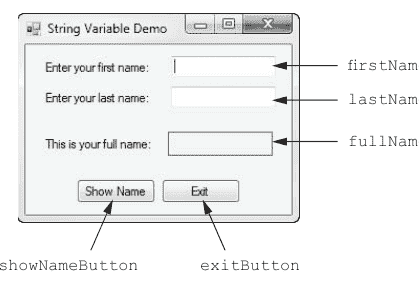 String Variable Demo
Enter your first name: firstNam
Enter your last name: lastNam
This is your full name: fullNam
Show Name Exit
showNameButton exitButton